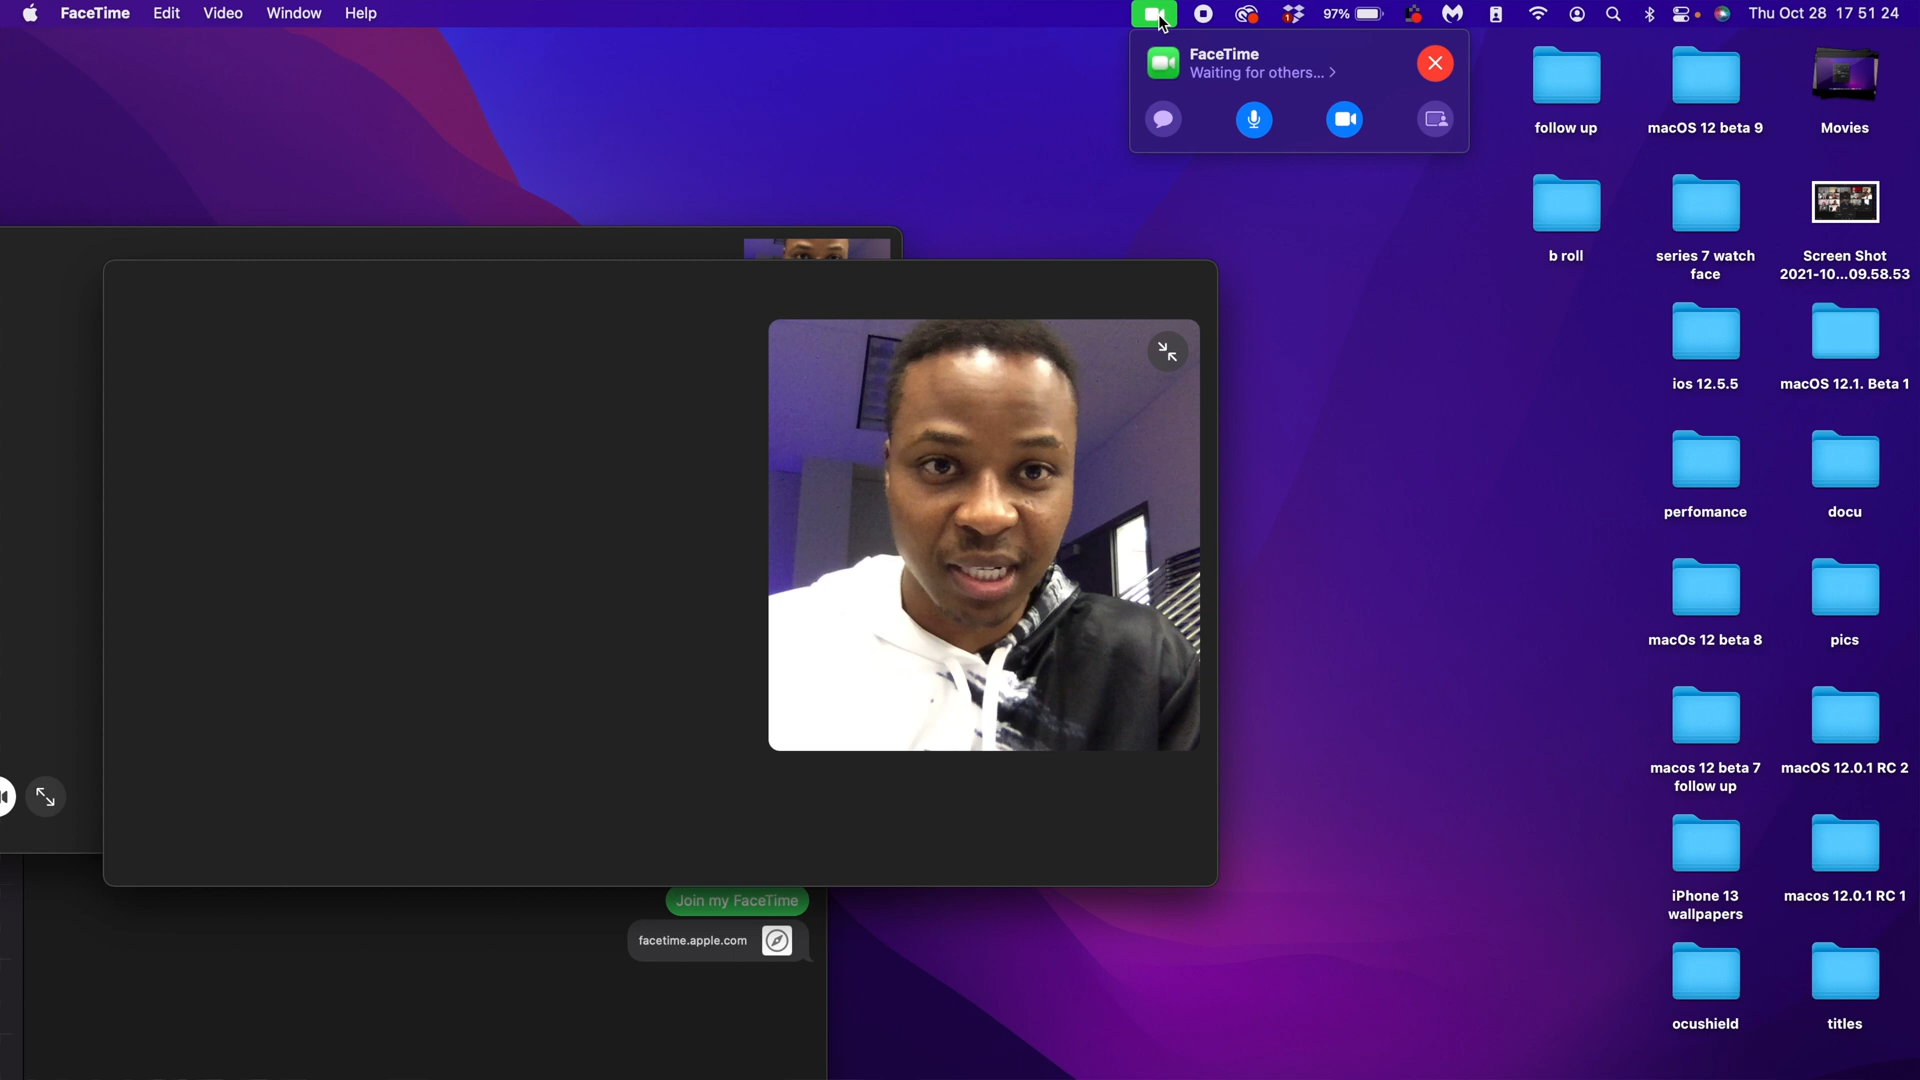 FaceTime Edit Video Window Help
97% Thu Oct 28 17 51 24
FaceTime
Waiting for others... >
follow up
macOS 12 beta 9
Movies
b roll
series 7 watch
face
Screen Shot
2021-10...09.58.53
ios 12.5.5
macOS 12.1. Beta 1
perfomance
docu
macOs 12 beta 8
pics
macos 12 beta 7
follow up
macOS 12.0.1 RC 2
iPhone 13
wallpapers
macos 12.0.1 RC 1
ocushield
titles
Join my FaceTime
facetime.apple.com